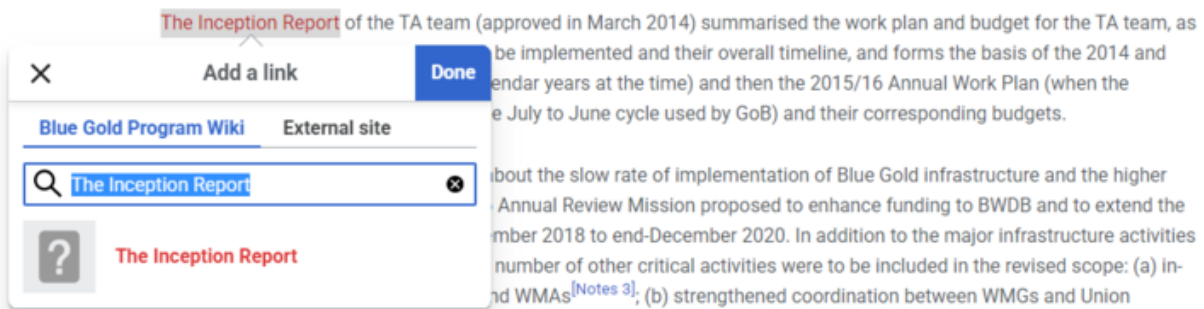 The Inception Report of the TA team (approved in March 2014) summarised the work plan and budget for the TA team, as
be implemented and their overall timeline, and forms the basis of the 2014 and
endar years at the time) and then the 2015/16 Annual Work Plan (when the
e July to June cycle used by GoB) and their corresponding budgets.
about the slow rate of implementation of Blue Gold infrastructure and the higher
Annual Review Mission proposed to enhance funding to BWDB and to extend the
mber 2018 to end-December 2020. In addition to the major infrastructure activities
number of other critical activities were to be included in the revised scope: (a) in-
nd WMAs[Notes 3]; (b) strengthened coordination between WMGs and Union
Add a link
Done
Blue Gold Program Wiki External site
The Inception Report
The Inception Report